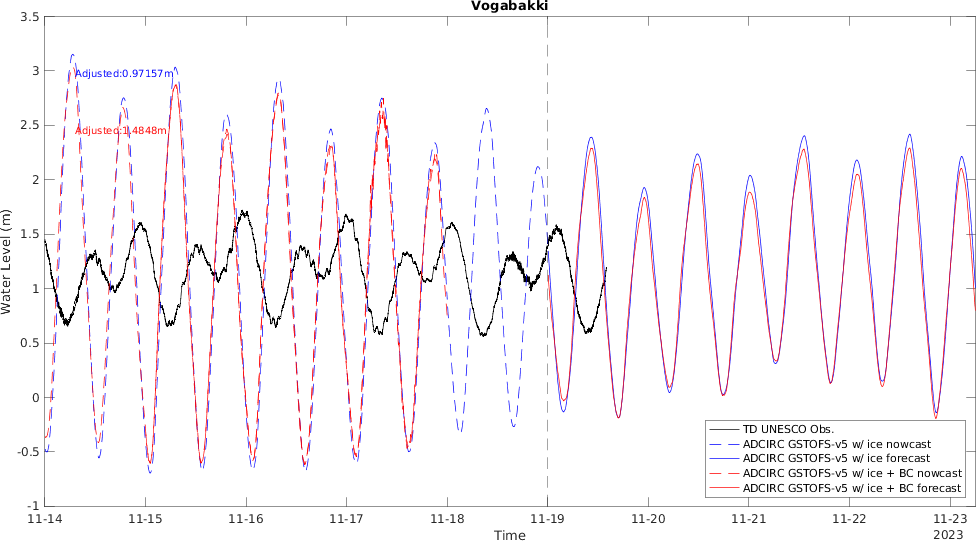 Vogabakki
3.5
3
2.5
2
1.5
1
0.5
0
-0.5
-1
Water Level (m)
Adjusted:0.97157m
Adjusted:1.4848m
TD UNESCO Obs.
ADCIRC GSTOFS-v5 w/ ice nowcast
ADCIRC GSTOFS-v5 w/ ice forecast
ADCIRC GSTOFS-v5 w/ ice + BC nowcast
ADCIRC GSTOFS-v5 w/ ice + BC forecast
11-14 11-15 11-16 11-17 11-18 11-19 11-20 11-21 11-22 11-23
Time 2023